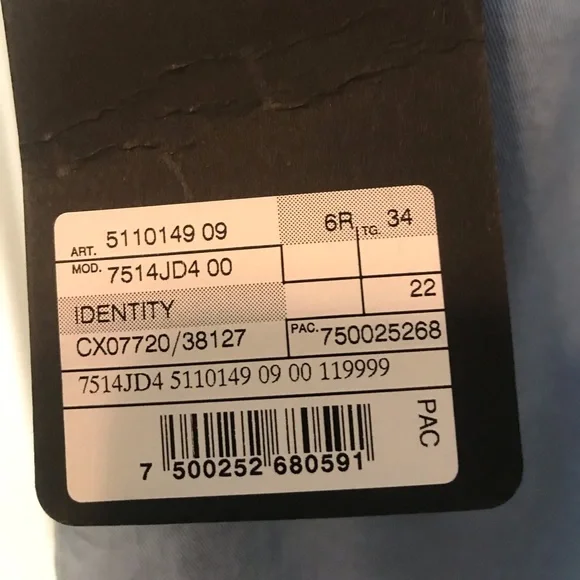 ART. 5110149 09 6R TG. 34
MOD. 7514JD4 00
IDENTITY 22
CX07720/38127 PAC. 750025268
7514JD4 5110149 09 00 119999
PAC
7 500252 680591